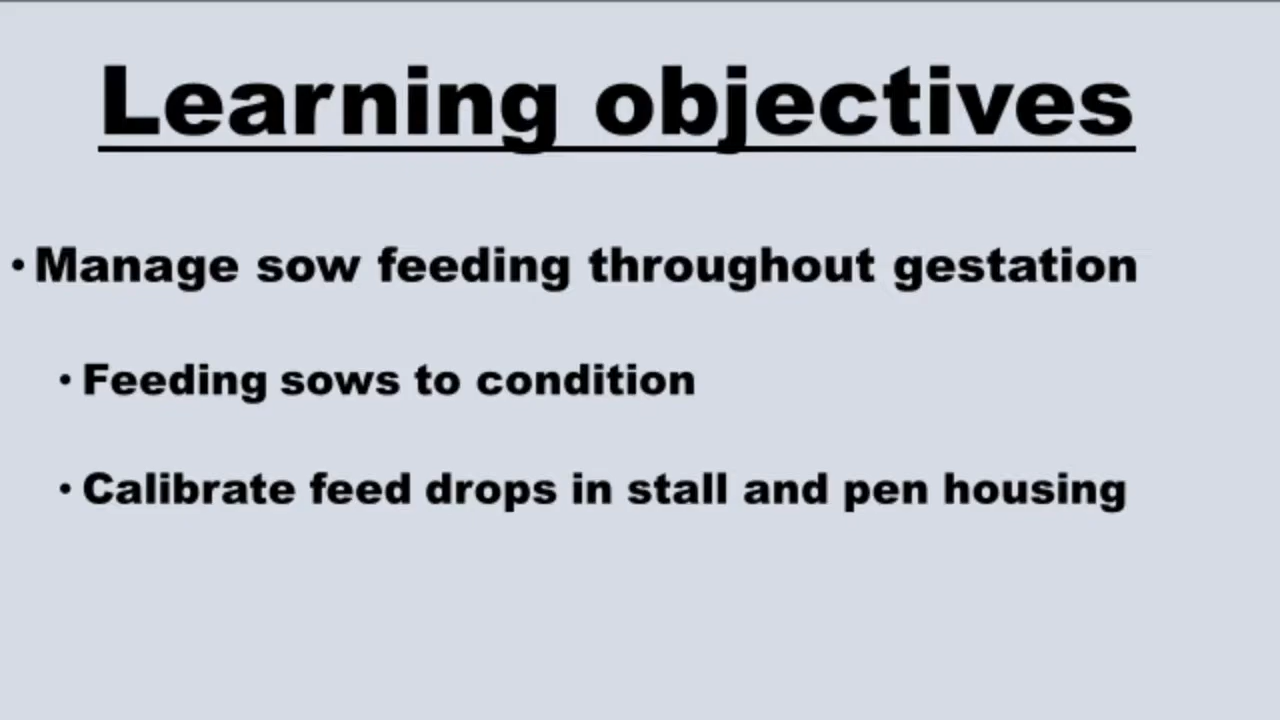 Learning objectives
• Manage sow feeding throughout gestation
• Feeding sows to condition
• Calibrate feed drops in stall and pen housing